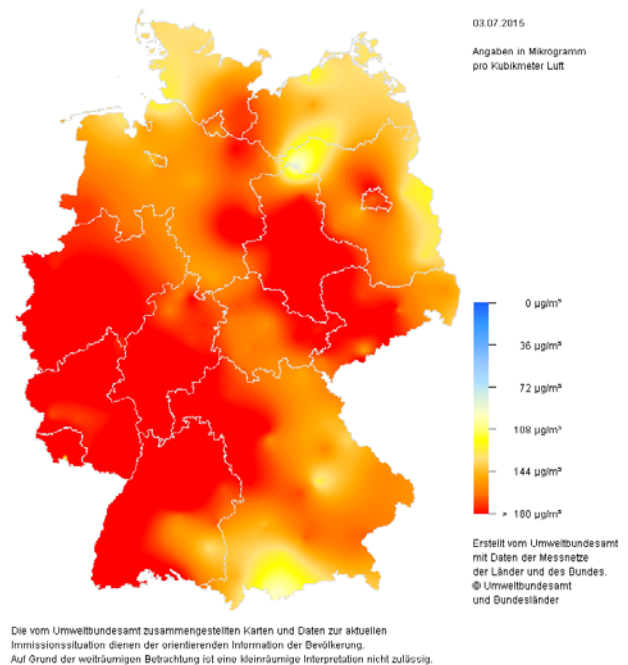 03.07.2015
Angaben in Mikrogramm
pro Kubikmeter Luft
0 µg/m³
36 µg/m³
72 µg/m³
108 µg/m³
144 µg/m³
> 180 µg/m³
Erstellt vom Umweltbundesamt
mit Daten der Messnetze
der Länder und des Bundes.
© Umweltbundesamt
und Bundesländer
Die vom Umweltbundesamt zusammengestellten Karten und Daten zur aktuellen
Immissionssituation dienen der orientierenden Information der Bevölkerung.
Auf Grund der weiträumigen Betrachtung ist eine kleinräumige Interpretation nicht zulässig.